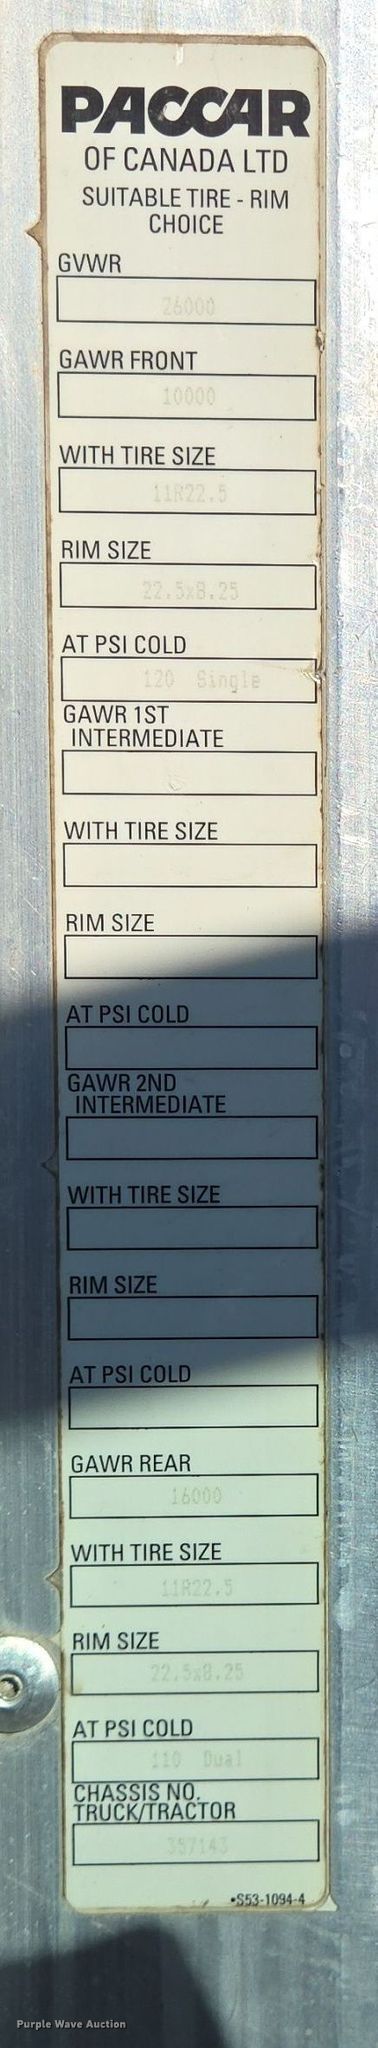 PACCAR
OF CANADA LTD
SUITABLE TIRE - RIM
CHOICE
GVWR
26000
GAWR FRONT
10000
WITH TIRE SIZE
11R22.5
RIM SIZE
22.5x8.25
AT PSI COLD
120 Single
GAWR 1ST
INTERMEDIATE
WITH TIRE SIZE
RIM SIZE
AT PSI COLD
GAWR 2ND
INTERMEDIATE
WITH TIRE SIZE
RIM SIZE
AT PSI COLD
GAWR REAR
16000
WITH TIRE SIZE
11R22.5
RIM SIZE
22.5x8.25
AT PSI COLD
110 Dual
CHASSIS NO.
TRUCK/TRACTOR
357143
•S53-1094-4
Purple Wave Auction